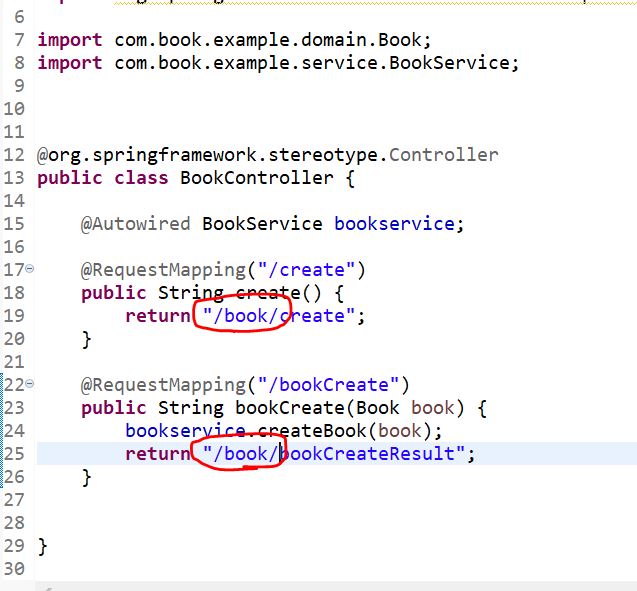 6
7 import com.book.example.domain.Book;
8 import com.book.example.service.BookService;
9
10
11
12 @org.springframework.stereotype.Controller
13 public class BookController {
14
15 @Autowired BookService bookservice;
16
17 @RequestMapping("/create")
18 public String create() {
19 return "/book/create";
20 }
21
22 @RequestMapping("/bookCreate")
23 public String bookCreate(Book book) {
24 bookservice.createBook(book);
25 return "/book/bookCreateResult";
26 }
27
28
29 }
30